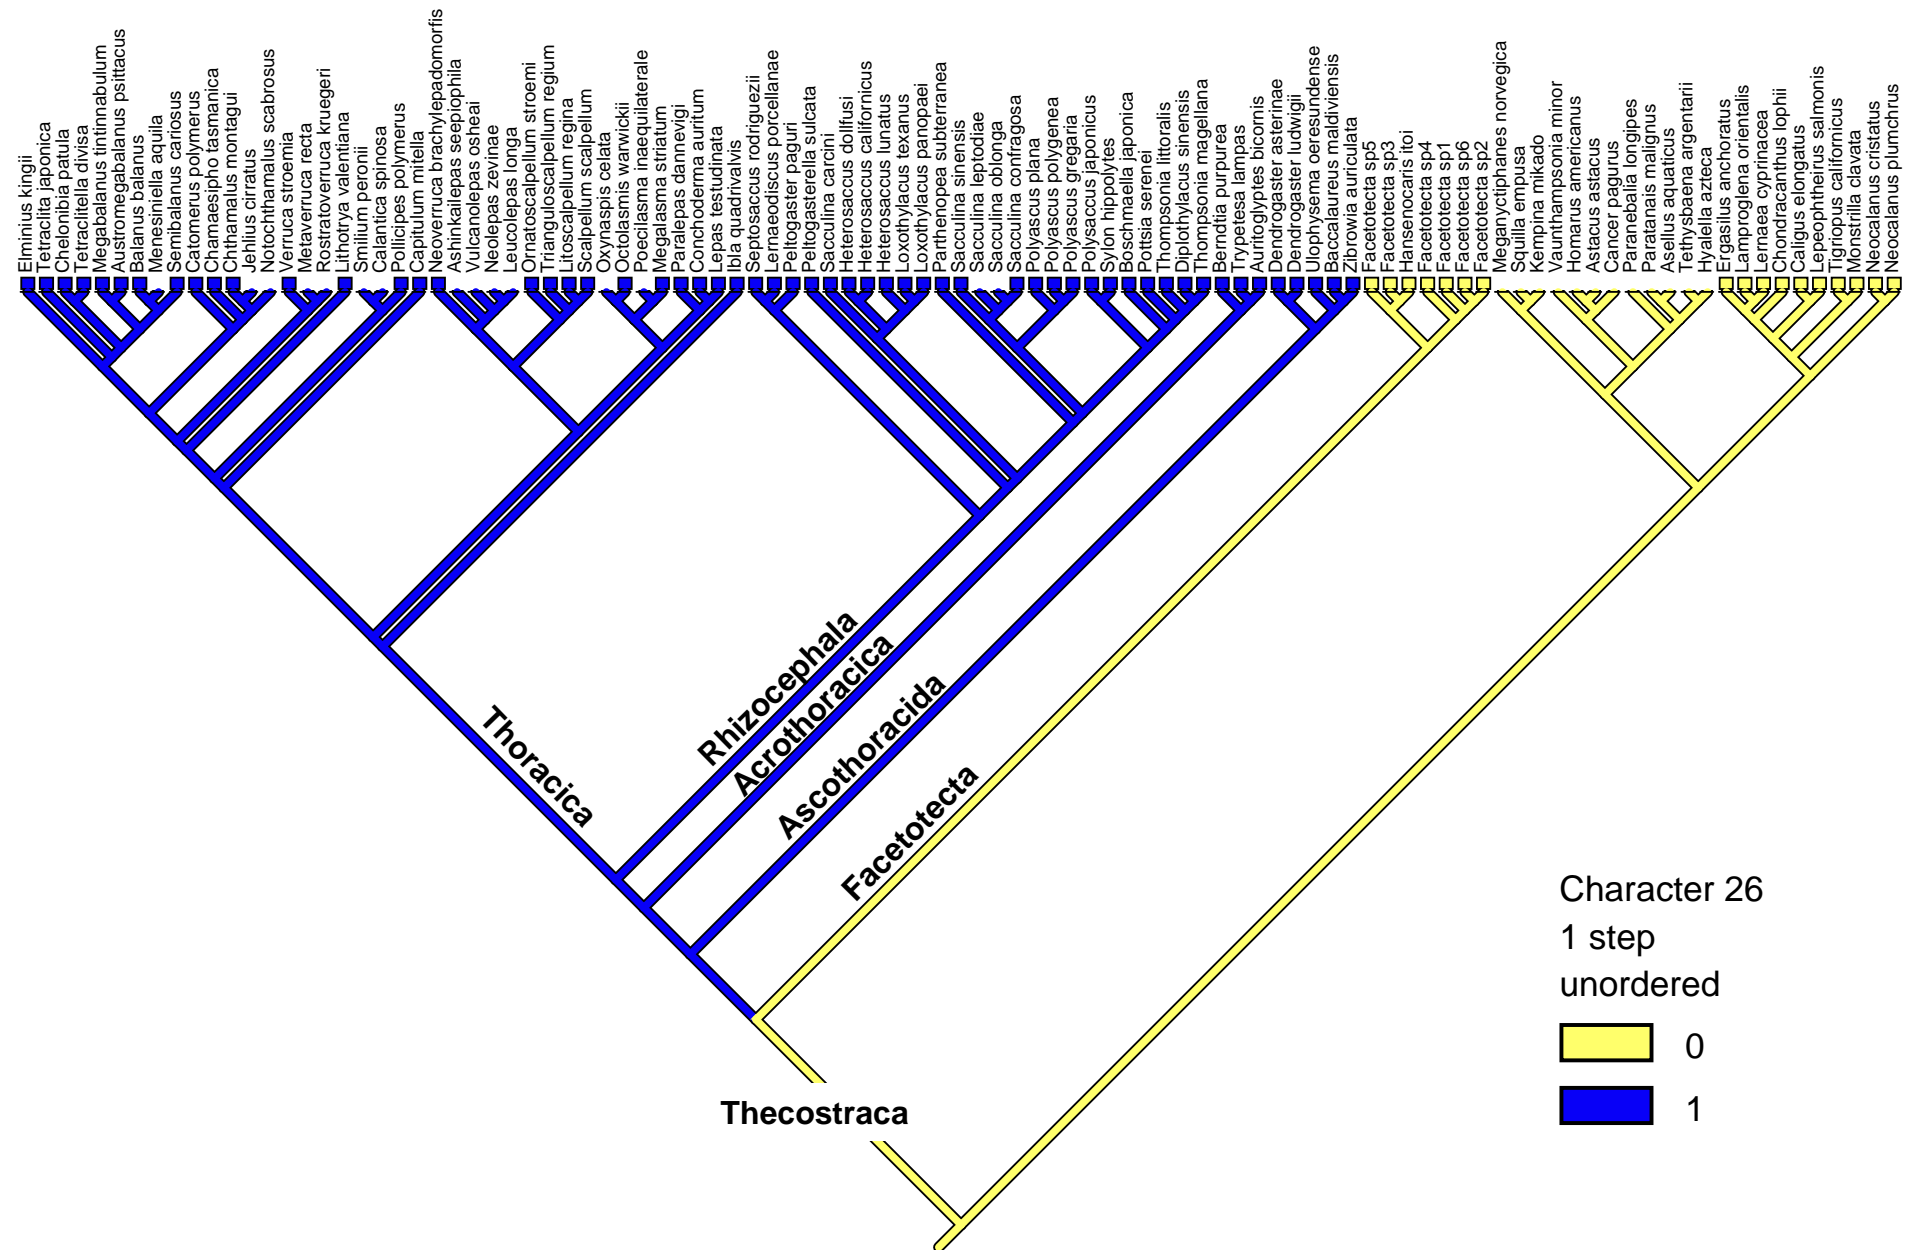 Elminius kingii
Tetraclita japonica
Chelonibia patula
Tetraclitella divisa
Megabalanus tintinnabulum
Austromegabalanus psittacus
Balanus balanus
Menesiniella aquila
Semibalanus cariosus
Catomerus polymerus
Chamaesipho tasmanica
Chthamalus montagui
Jehlius cirratus
Notochthamalus scabrosus
Verruca stroemia
Metaverruca recta
Rostratoverruca kruegeri
Lithotrya valentiana
Smilium peronii
Calantica spinosa
Pollicipes polymerus
Capitulum mitella
Neoverruca brachylepadomorfis
Ashinkailepas seepiophila
Vulcanolepas osheai
Neolepas zevinae
Leucolepas longa
Ornatoscalpellum stroemi
Trianguloscalpellum regium
Litoscalpellum regina
Scalpellum scalpellum
Oxynaspis celata
Octolasmis warwickii
Poecilasma inaequilaterale
Megalasma striatum
Paralepas dannevigi
Conchoderma auritum
Lepas testudinata
Ibla quadrivalvis
Septosaccus rodriguezii
Lernaeodiscus porcellanae
Peltogaster paguri
Peltogasterella sulcata
Sacculina carcini
Heterosaccus dollfusi
Heterosaccus californicus
Heterosaccus lunatus
Loxothylacus texanus
Loxothylacus panopaei
Parthenopea subterranea
Sacculina sinensis
Sacculina leptodiae
Sacculina oblonga
Sacculina confragosa
Polyascus plana
Polyascus polygenea
Polyascus gregaria
Polysaccus japonicus
Sylon hippolytes
Boschmaella japonica
Pottsia serenei
Thompsonia littoralis
Diplothylacus sinensis
Thompsonia magellana
Berndtia purpurea
Trypetesa lampas
Auritoglyptes bicornis
Dendrogaster asterinae
Dendrogaster ludwigii
Ulophysema oeresundense
Baccalaureus maldiviensis
Zibrowia auriculata
Facetotecta sp5
Facetotecta sp3
Hansenocaris itoi
Facetotecta sp4
Facetotecta sp1
Facetotecta sp6
Facetotecta sp2
Meganyctiphanes norvegica
Squilla empusa
Kempina mikado
Vaunthampsonia minor
Homarus americanus
Astacus astacus
Cancer pagurus
Paranebalia longipes
Paratanais malignus
Asellus aquaticus
Tethysbaena argentarii
Hyalella azteca
Ergasilus anchoratus
Lamproglena orientalis
Lernaea cyprinacea
Chondracanthus lophii
Caligus elongatus
Lepeophtheirus salmonis
Tigriopus californicus
Monstrilla clavata
Neocalanus cristatus
Neocalanus plumchrus
Thoracica
Rhizocephala
Acrothoracica
Ascothoracida
Facetotecta
Thecostraca
Character 26
1 step
unordered
0
1